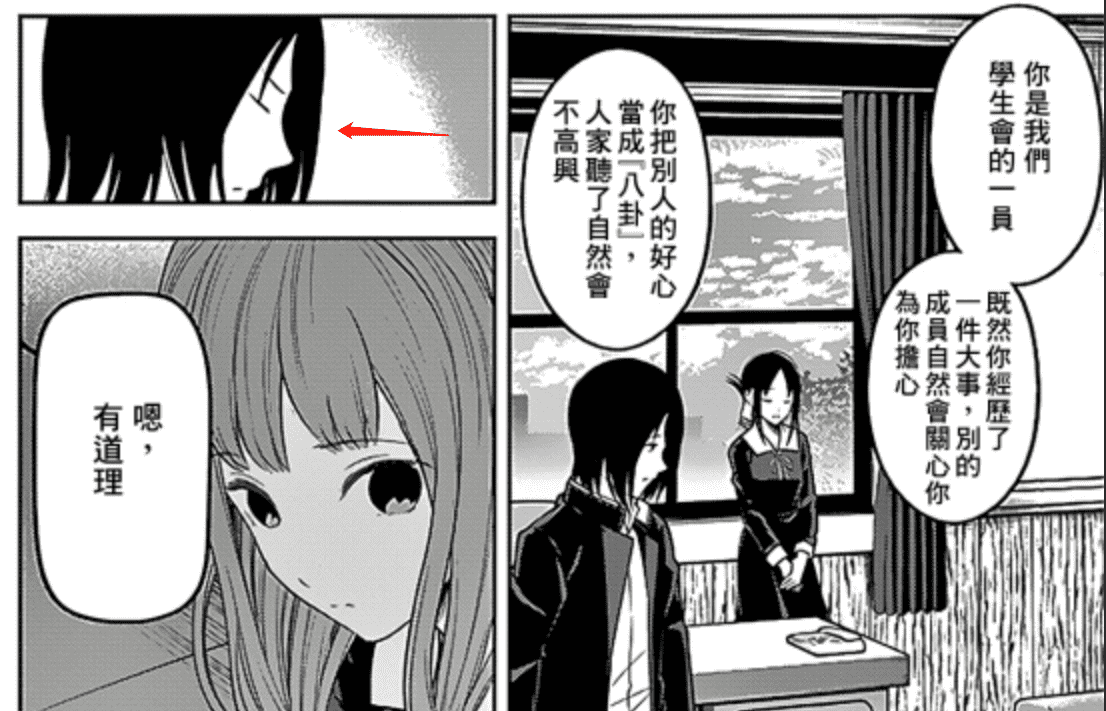 你是我們
學生會的一員
既然你經歷了
一件大事，別的
成員自然會關心你
為你擔心
你把別人的好心
當成『八卦』，
人家聽了自然會
不高興
嗯，
有道理